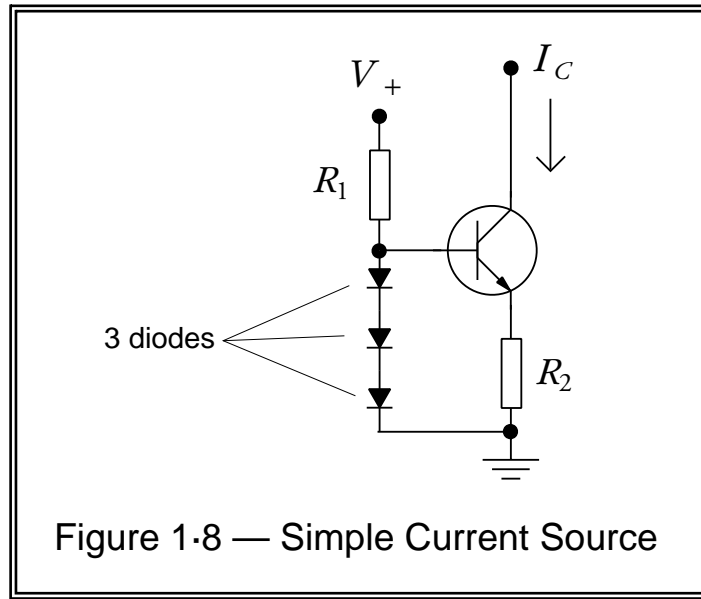 V+
I_C
R1
3 diodes
R2
Figure 1·8 — Simple Current Source